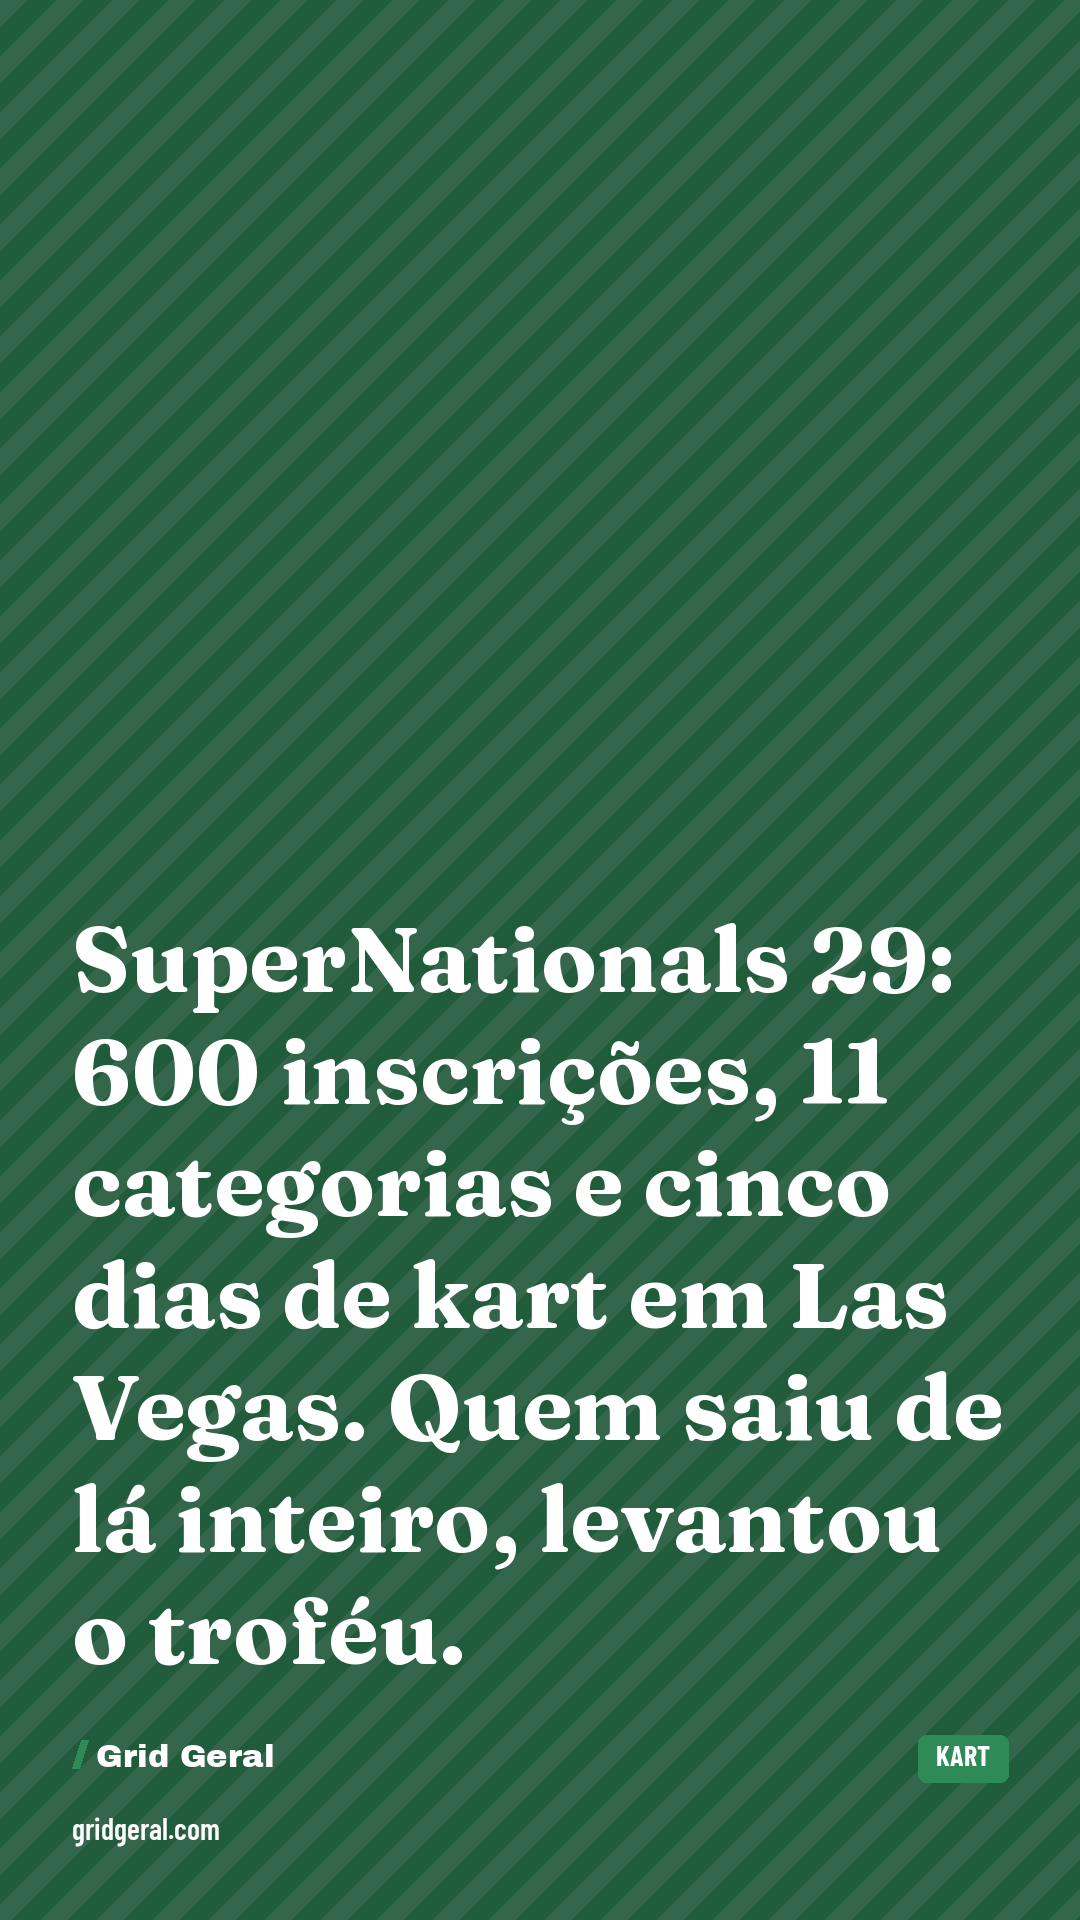 SuperNationals 29:
600 inscrições, 11
categorias e cinco
dias de kart em Las
Vegas. Quem saiu de
lá inteiro, levantou
o troféu.
/ Grid Geral
KART
gridgeral.com